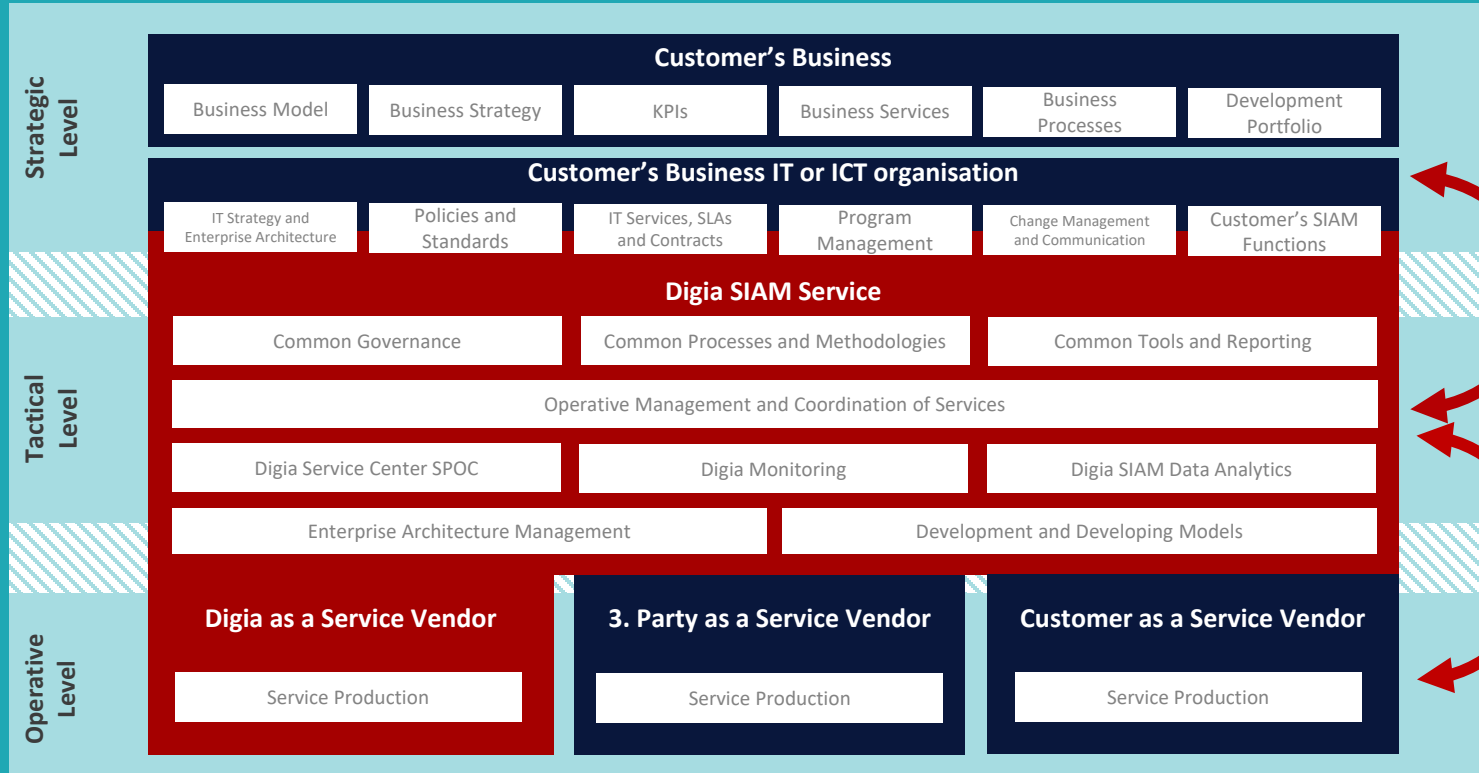 Strategic
Level
Customer's Business
Business Model
Business Strategy
KPIs
Business Services
Business
Processes
Development
Portfolio
Customer's Business IT or ICT organisation
IT Strategy and
Enterprise Architecture
Policies and
Standards
IT Services, SLAs
and Contracts
Program
Management
Change Management
and Communication
Customer's SIAM
Functions
Tactical
Level
Digia SIAM Service
Common Governance
Common Processes and Methodologies
Common Tools and Reporting
Operative Management and Coordination of Services
Digia Service Center SPOC
Digia Monitoring
Digia SIAM Data Analytics
Enterprise Architecture Management
Development and Developing Models
Operative
Level
Digia as a Service Vendor
Service Production
3. Party as a Service Vendor
Service Production
Customer as a Service Vendor
Service Production